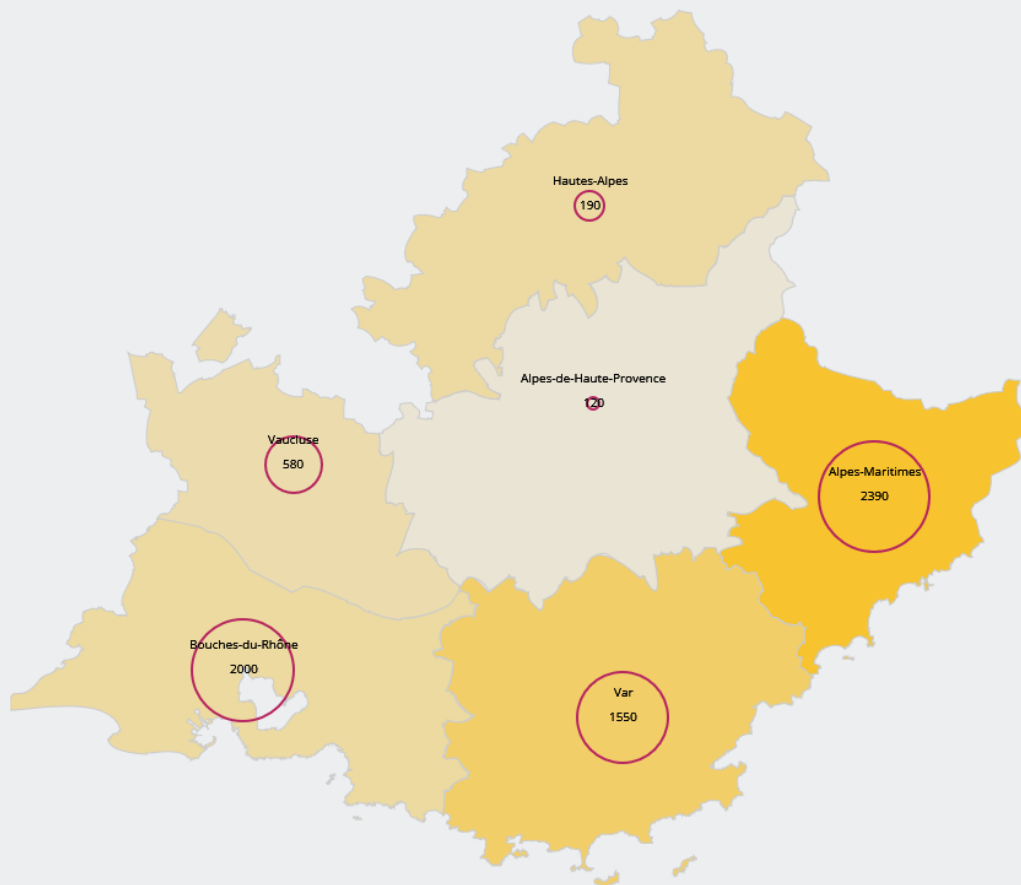 Hautes-Alpes
190
Alpes-de-Haute-Provence
120
Vaucluse
580
Alpes-Maritimes
2390
Bouches-du-Rhône
2000
Var
1550